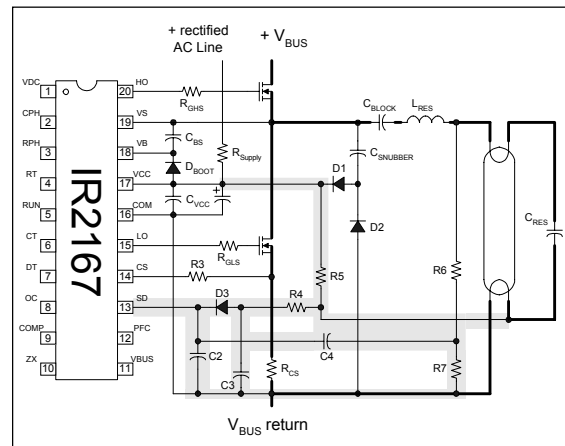 + rectified
AC Line
+ VBUS
IR2167
VDC
1
CPH
2
RPH
3
RT
4
RUN
5
CT
6
DT
7
OC
8
COMP
9
ZX
10
HO
20
VS
19
VB
18
VCC
17
COM
16
LO
15
CS
14
SD
13
PFC
12
VBUS
11
RGHS
CBS
DBOOT
RSupply
CVCC
+
RGLS
R3
D3
R4
R5
C2
C3
C4
RCS
D1
D2
CSNUBBER
CBLOCK
LRES
R6
R7
CRES
VBUS return